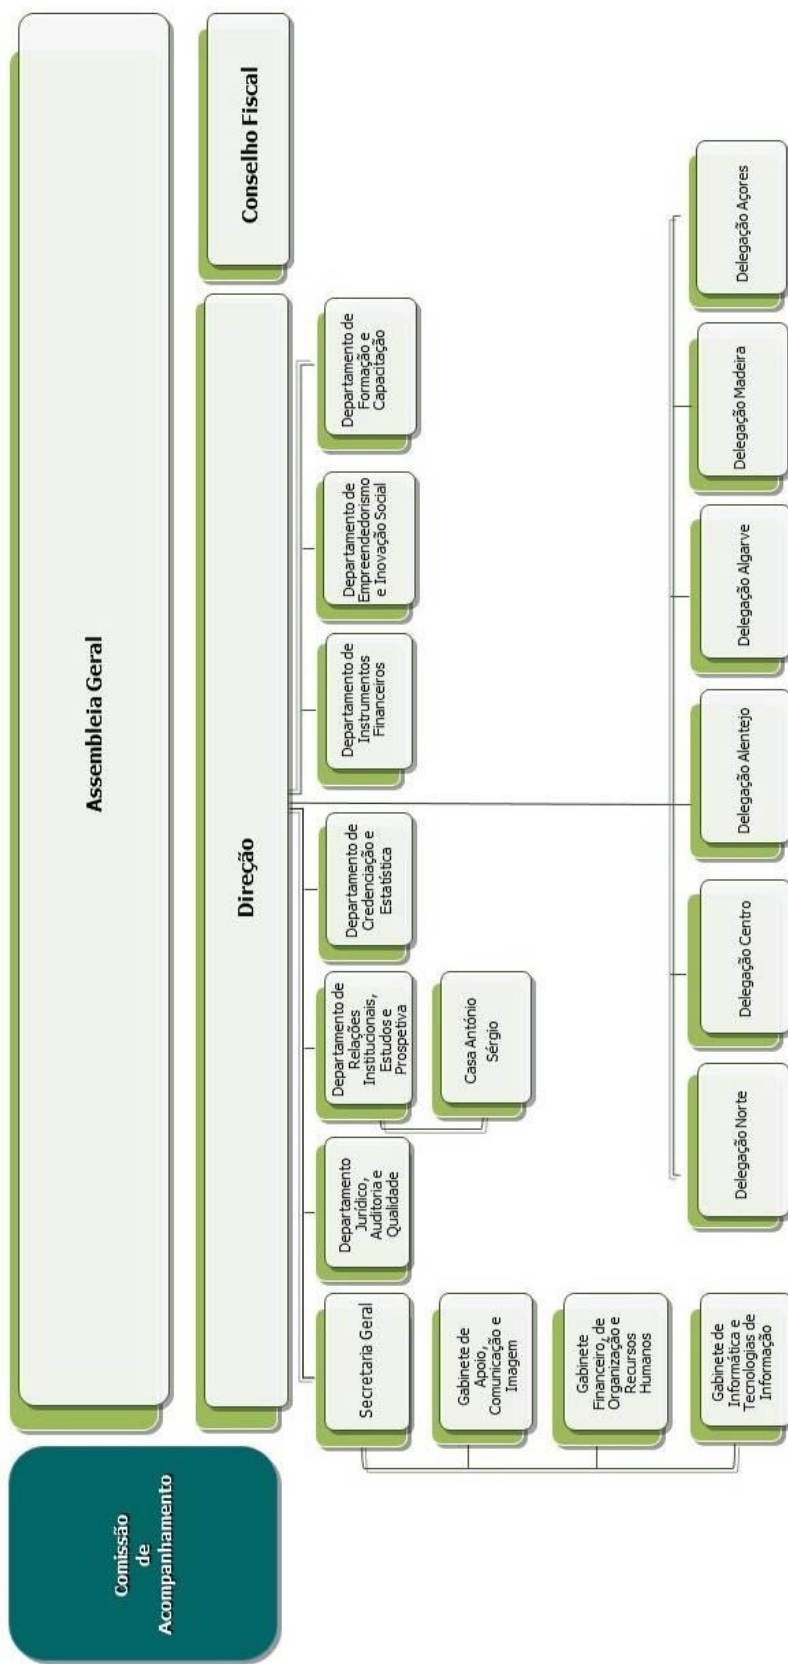 Comissão
de
Acompanhamento
Assembleia Geral
Direção
Conselho Fiscal
Secretaria Geral
Departamento
Jurídico,
Auditoria e
Qualidade
Departamento de
Relações
Institucionais,
Estudos e
Prospetiva
Departamento de
Credenciação e
Estatística
Departamento de
Instrumentos
Financeiros
Departamento de
Empreendedorismo
e Inovação Social
Departamento de
Formação e
Capacitação
Gabinete de
Apoio,
Comunicação e
Imagem
Casa António
Sérgio
Gabinete
Financeiro, de
Organização e
Recursos
Humanos
Gabinete de
Informática e
Tecnologias de
Informação
Delegação Norte
Delegação Centro
Delegação Alentejo
Delegação Algarve
Delegação Madeira
Delegação Açores